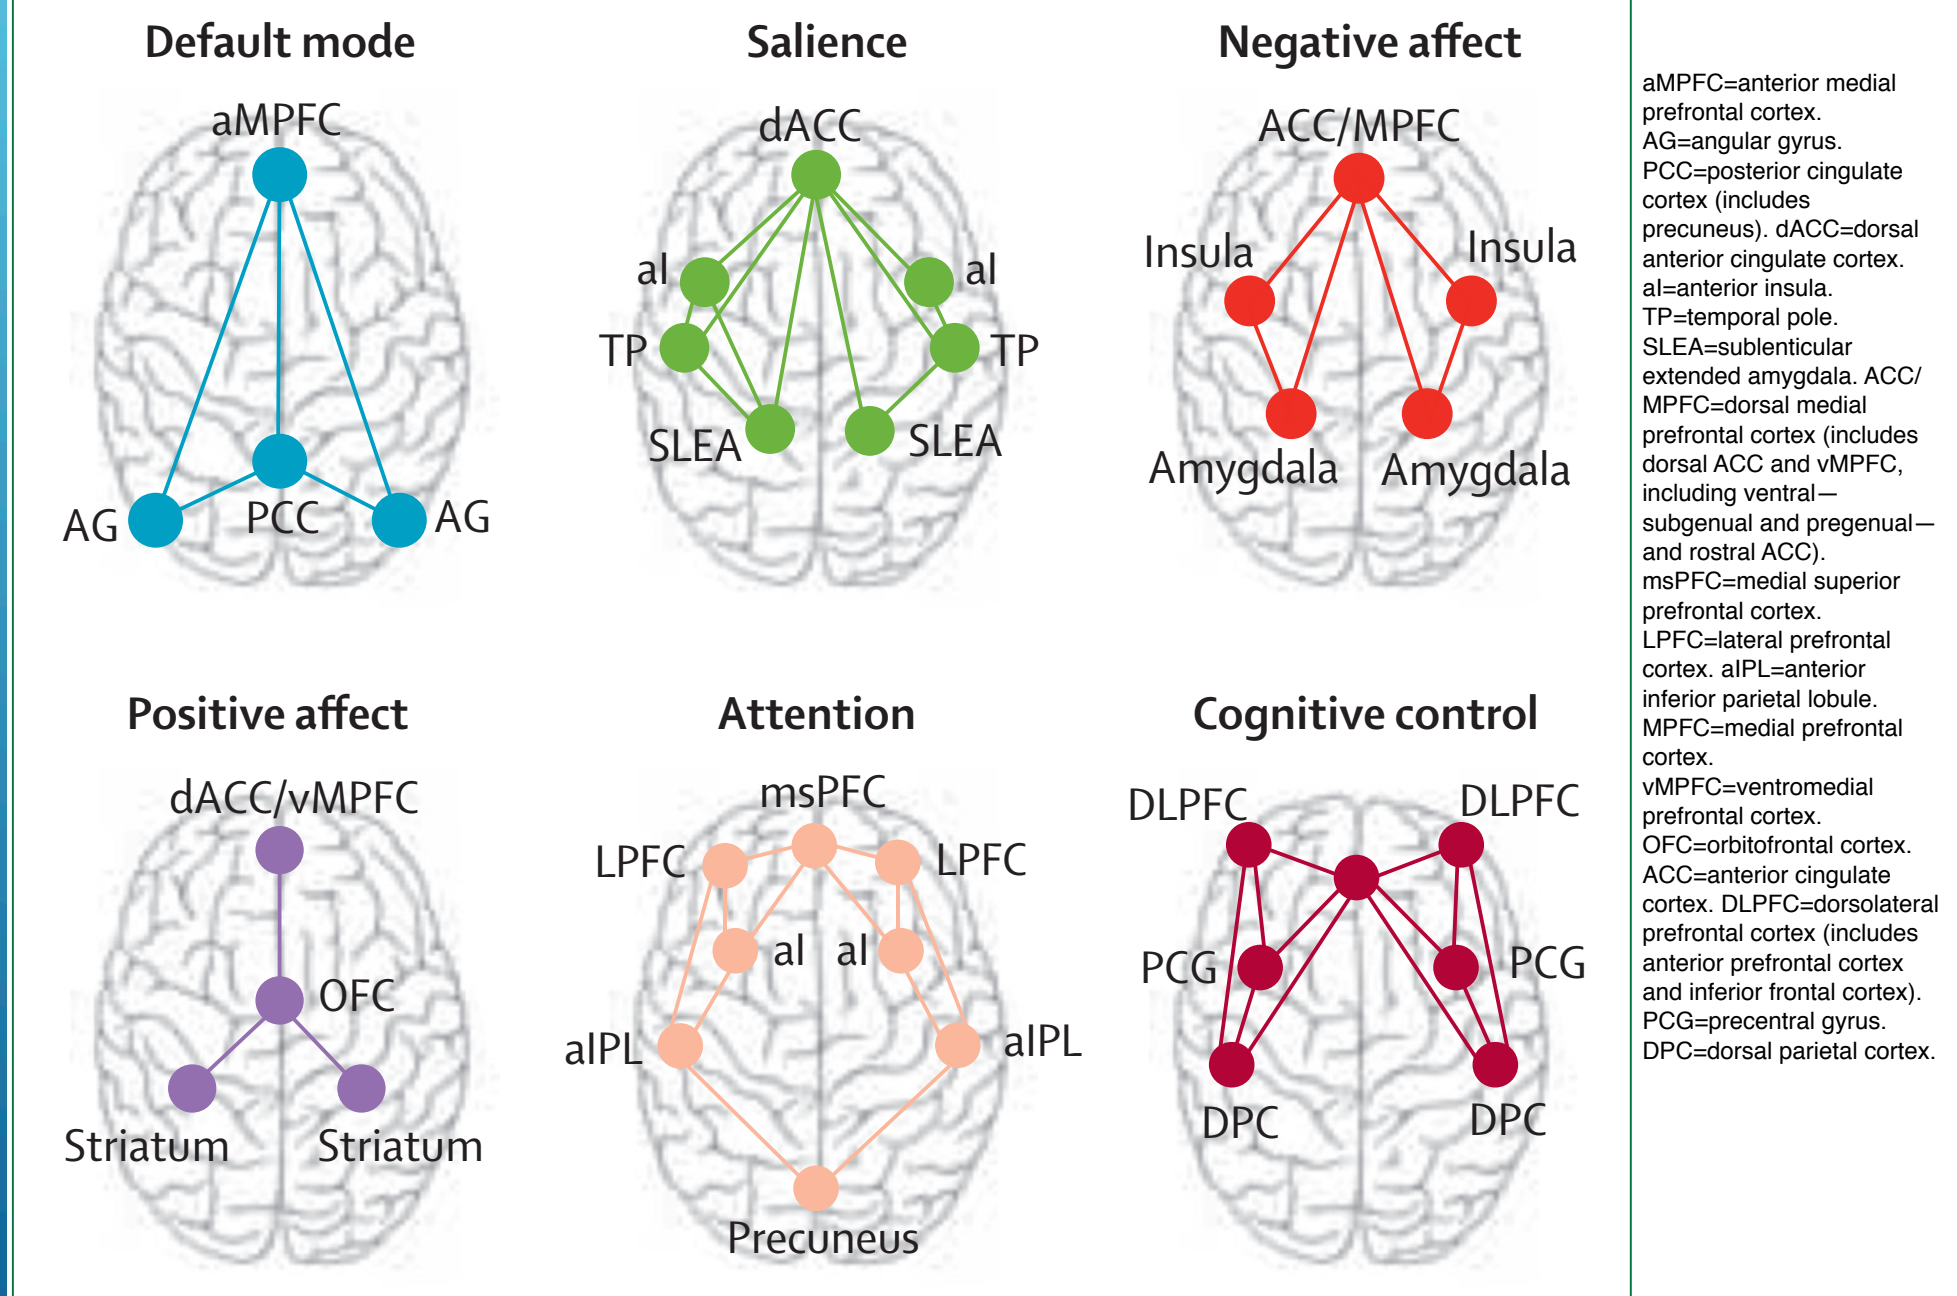 Default mode
aMPFC
AG
PCC
AG
Salience
dACC
aI
aI
TP
TP
SLEA
SLEA
Negative affect
ACC/MPFC
Insula
Insula
Amygdala
Amygdala
Positive affect
dACC/vMPFC
OFC
Striatum
Striatum
Attention
msPFC
LPFC
LPFC
aI
aI
aIPL
aIPL
Precuneus
Cognitive control
DLPFC
DLPFC
PCG
PCG
DPC
DPC
aMPFC=anterior medial
prefrontal cortex.
AG=angular gyrus.
PCC=posterior cingulate
cortex (includes
precuneus). dACC=dorsal
anterior cingulate cortex.
aI=anterior insula.
TP=temporal pole.
SLEA=sublenticular
extended amygdala. ACC/
MPFC=dorsal medial
prefrontal cortex (includes
dorsal ACC and vMPFC,
including ventral—
subgenual and pregenual—
and rostral ACC).
msPFC=medial superior
prefrontal cortex.
LPFC=lateral prefrontal
cortex. aIPL=anterior
inferior parietal lobule.
MPFC=medial prefrontal
cortex.
vMPFC=ventromedial
prefrontal cortex.
OFC=orbitofrontal cortex.
ACC=anterior cingulate
cortex. DLPFC=dorsolateral
prefrontal cortex (includes
anterior prefrontal cortex
and inferior frontal cortex).
PCG=precentral gyrus.
DPC=dorsal parietal cortex.